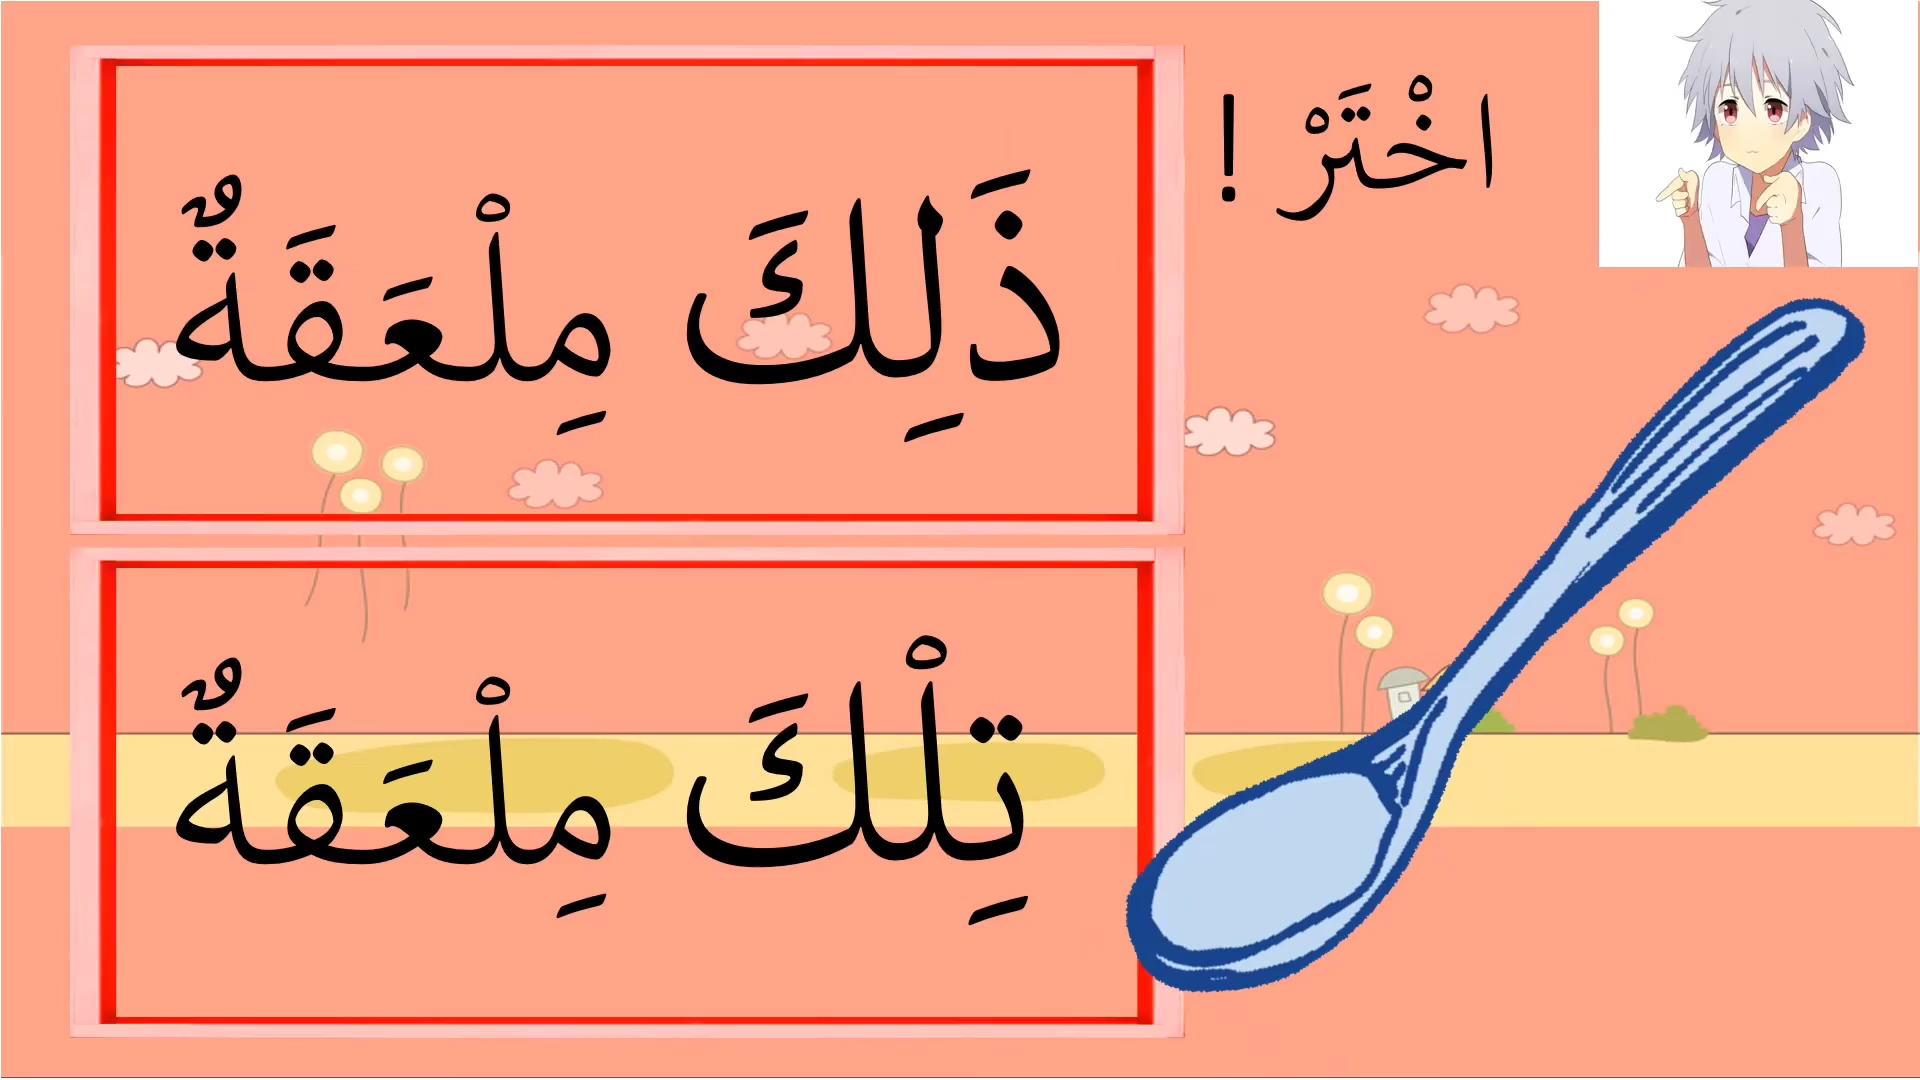 اخْتَرْ !
ذَلِكَ مِلْعَقَةٌ
تِلْكَ مِلْعَقَةٌ